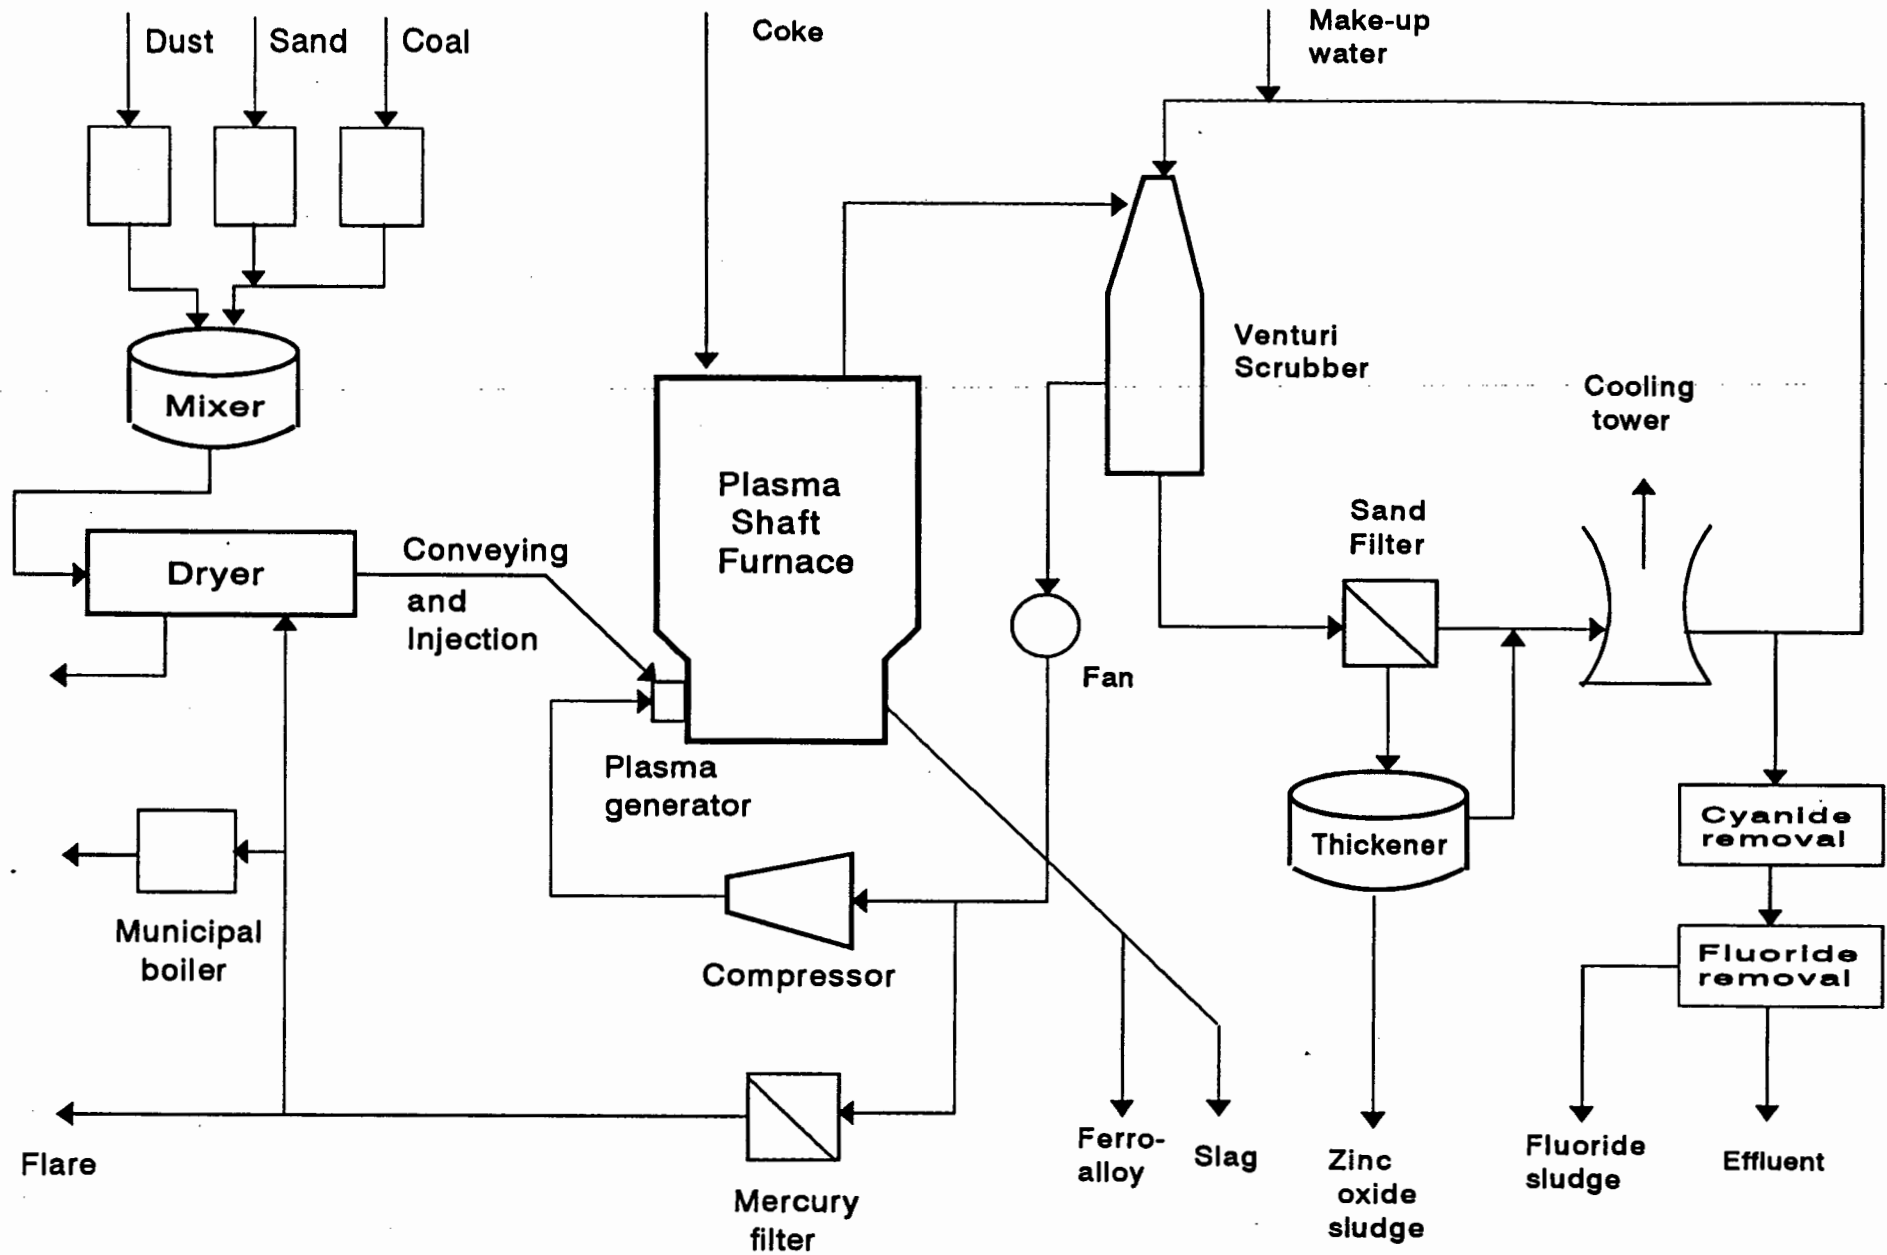 Dust
Sand
Coal
Coke
Make-up
water
Venturi
Scrubber
Mixer
Cooling
tower
Plasma
Shaft
Furnace
Sand
Filter
Conveying
and
Injection
Dryer
Fan
Plasma
generator
Cyanide
removal
Thickener
Municipal
boiler
Compressor
Fluoride
removal
Ferro-
alloy
Slag
Zinc
oxide
sludge
Fluoride
sludge
Effluent
Flare
Mercury
filter